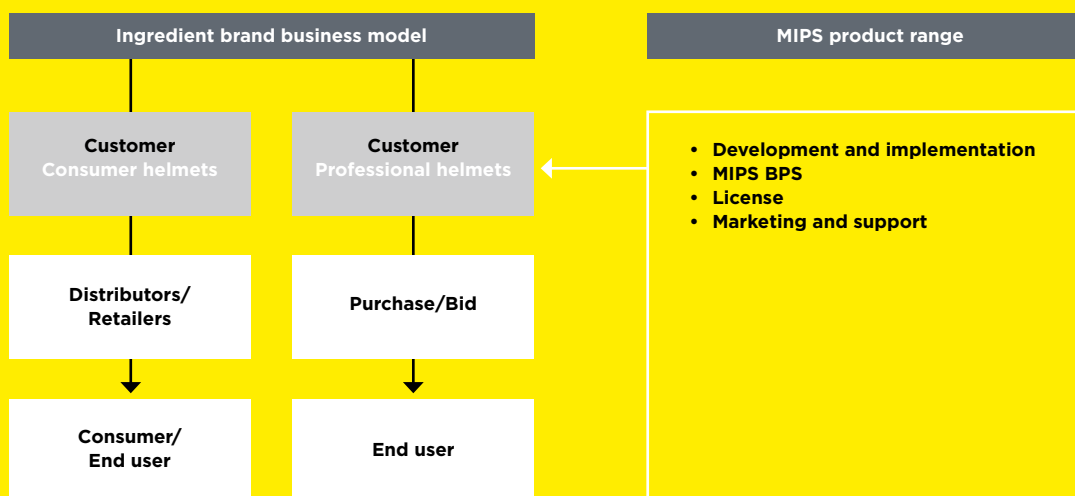 Ingredient brand business model
MIPS product range
Customer
Consumer helmets
Customer
Professional helmets
• Development and implementation
• MIPS BPS
• License
• Marketing and support
Distributors/
Retailers
Purchase/Bid
Consumer/
End user
End user